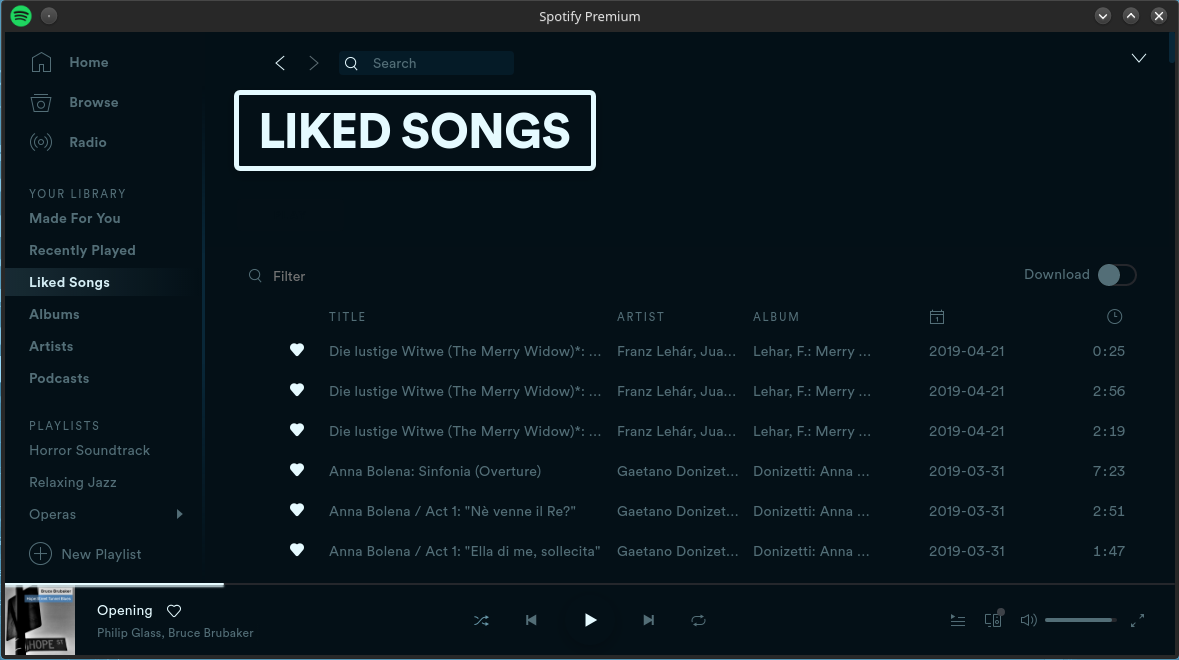 Spotify Premium
Home
Browse
Radio
YOUR LIBRARY
Made For You
Recently Played
Liked Songs
Albums
Artists
Podcasts
PLAYLISTS
Horror Soundtrack
Relaxing Jazz
Operas
New Playlist
Search
LIKED SONGS
Filter
Download
TITLE ARTIST ALBUM
Die lustige Witwe (The Merry Widow)*: ... Franz Lehár, Jua... Lehar, F.: Merry ... 2019-04-21 0:25
Die lustige Witwe (The Merry Widow)*: ... Franz Lehár, Jua... Lehar, F.: Merry ... 2019-04-21 2:56
Die lustige Witwe (The Merry Widow)*: ... Franz Lehár, Jua... Lehar, F.: Merry ... 2019-04-21 2:19
Anna Bolena: Sinfonia (Overture) Gaetano Donizet... Donizetti: Anna ... 2019-03-31 7:23
Anna Bolena / Act 1: "Nè venne il Re?" Gaetano Donizet... Donizetti: Anna ... 2019-03-31 2:51
Anna Bolena / Act 1: "Ella di me, sollecita" Gaetano Donizet... Donizetti: Anna ... 2019-03-31 1:47
Bruce Brubaker
HOPE ST
Opening
Philip Glass, Bruce Brubaker